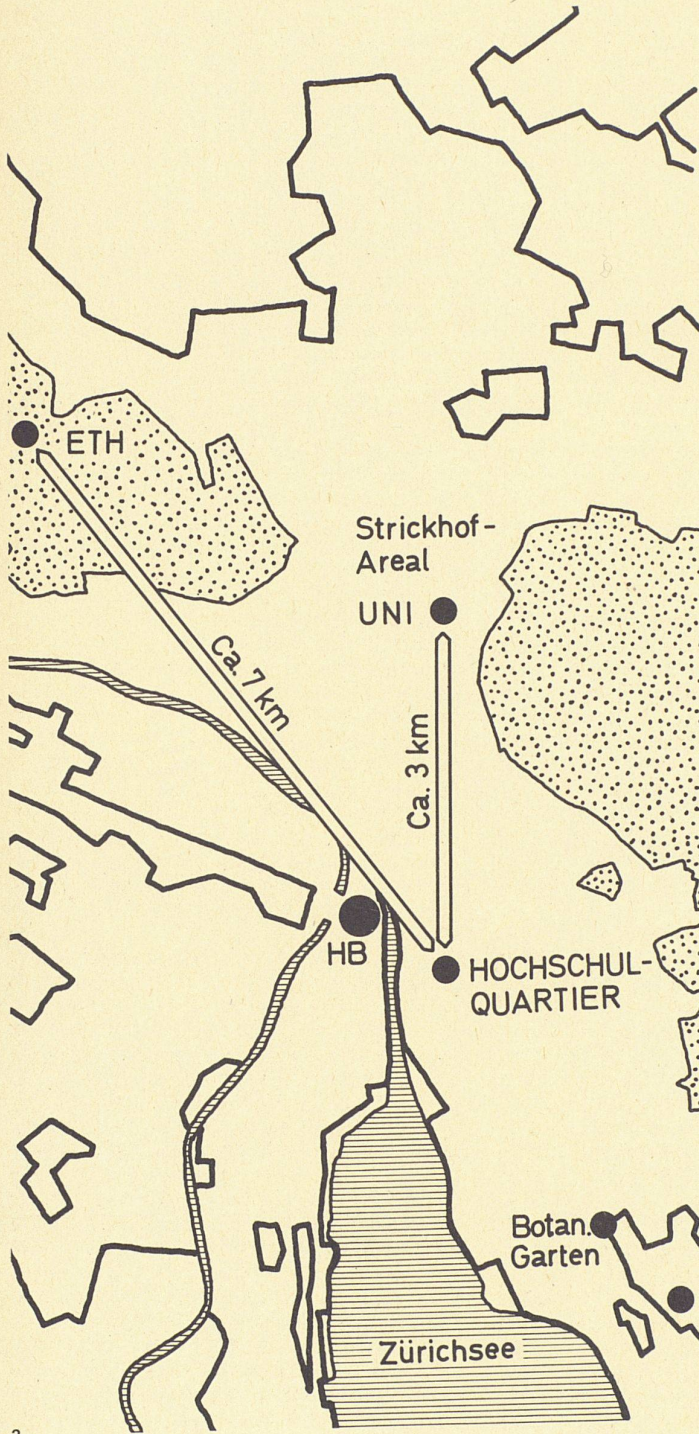 ETH
Strickhof-
Areal
UNI
Ca. 7 km
Ca. 3 km
HB
HOCHSCHUL-
QUARTIER
Botan.
Garten
Zürichsee